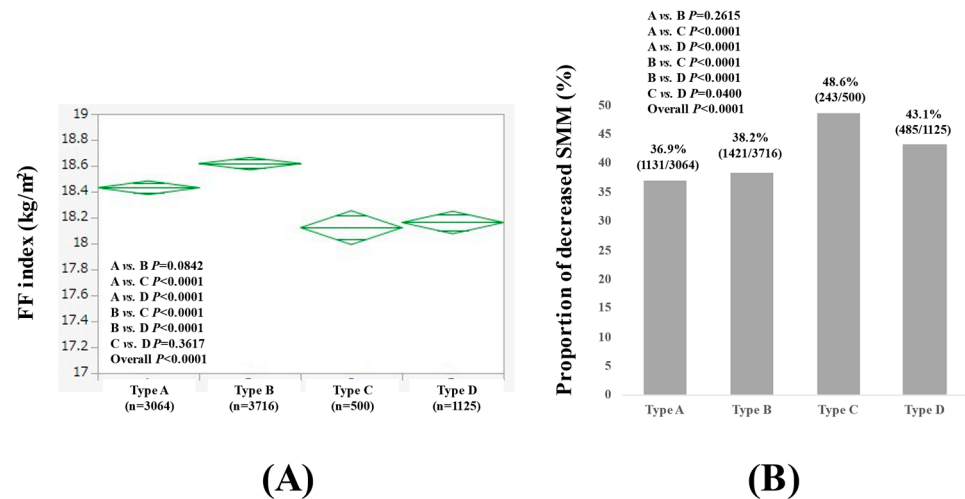 FF index (kg/m²)
19
18.8
18.6
18.4
18.2
18
17.8
17.6
17.4
17.2
17
A vs. B P=0.0842
A vs. C P<0.0001
A vs. D P<0.0001
B vs. C P<0.0001
B vs. D P<0.0001
C vs. D P=0.3617
Overall P<0.0001
Type A
(n=3064)
Type B
(n=3716)
Type C
(n=500)
Type D
(n=1125)
(A)
Proportion of decreased SMM (%)
A vs. B P=0.2615
A vs. C P<0.0001
A vs. D P<0.0001
B vs. C P<0.0001
B vs. D P<0.0001
C vs. D P=0.0400
Overall P<0.0001
50
45
40
35
30
25
20
15
10
5
0
36.9%
(1131/3064)
38.2%
(1421/3716)
48.6%
(243/500)
43.1%
(485/1125)
Type A
Type B
Type C
Type D
(B)